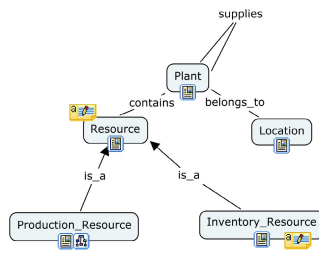 supplies
Plant
contains
belongs_to
a
Resource
Location
is_a
is_a
Production_Resource
Inventory_Resource
a